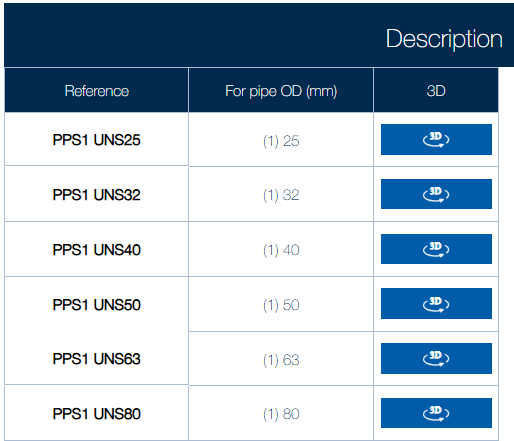 Description
Reference For pipe OD (mm) 3D
PPS1 UNS25 (1) 25 3D
PPS1 UNS32 (1) 32 3D
PPS1 UNS40 (1) 40 3D
PPS1 UNS50 (1) 50 3D
PPS1 UNS63 (1) 63 3D
PPS1 UNS80 (1) 80 3D